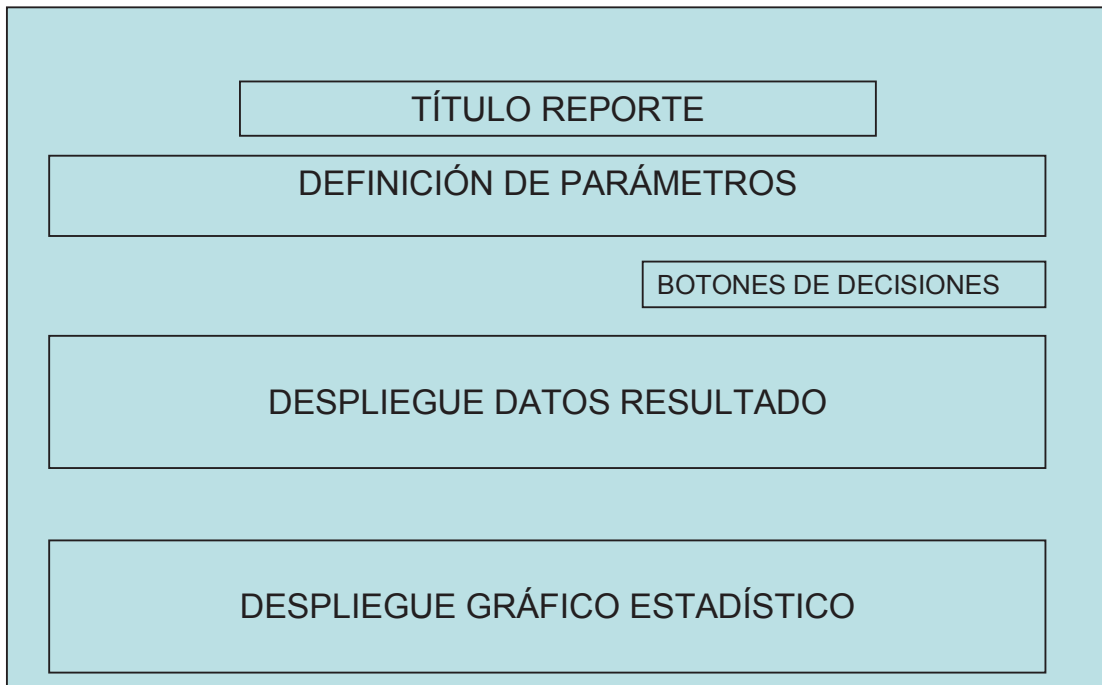 TÍTULO REPORTE
DEFINICIÓN DE PARÁMETROS
BOTONES DE DECISIONES
DESPLIEGUE DATOS RESULTADO
DESPLIEGUE GRÁFICO ESTADÍSTICO